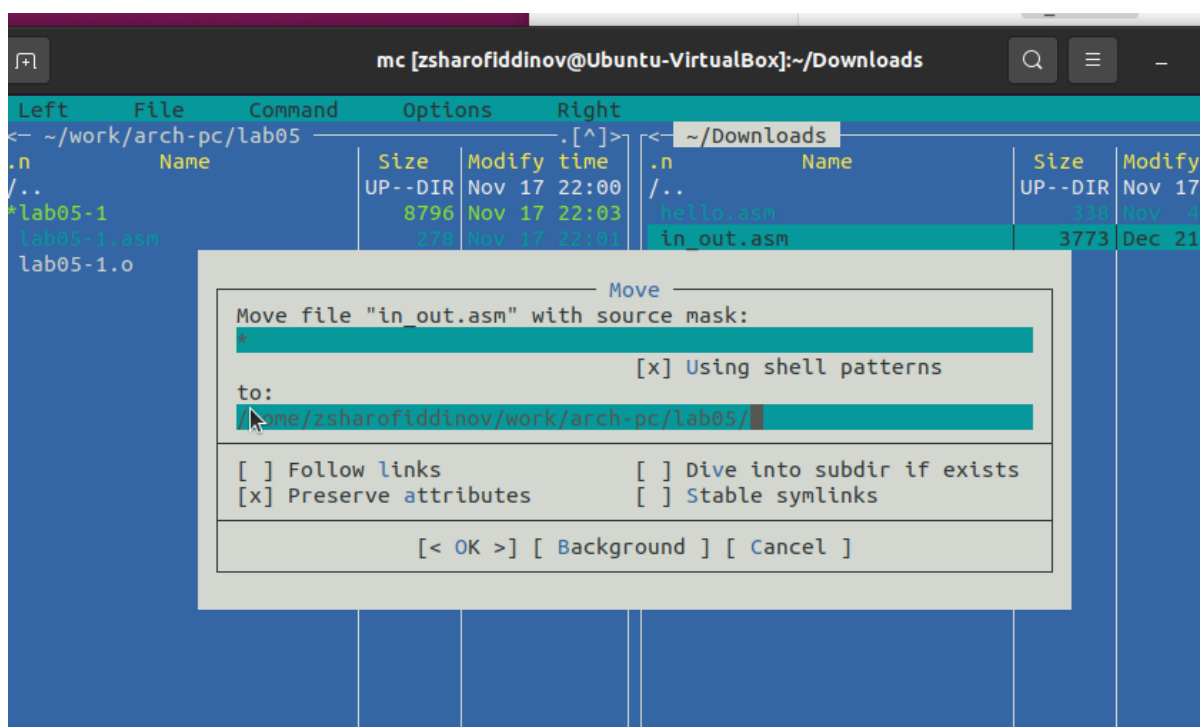 mc [zsharofiddinov@Ubuntu-VirtualBox]:~/Downloads
Left File Command Options Right
<─ ~/work/arch-pc/lab05 ─.[^]>┐┌<─ ~/Downloads
.n Name Size Modify time .n Name Size Modify
/.. UP--DIR Nov 17 22:00 /.. UP--DIR Nov 17
*lab05-1 8796 Nov 17 22:03 hello.asm 338 Nov 4
lab05-1.asm 278 Nov 17 22:01 in_out.asm 3773 Dec 21
lab05-1.o
Move
Move file "in_out.asm" with source mask:
*
[x] Using shell patterns
to:
/home/zsharofiddinov/work/arch-pc/lab05/
[ ] Follow links [ ] Dive into subdir if exists
[x] Preserve attributes [ ] Stable symlinks
[< OK >] [ Background ] [ Cancel ]